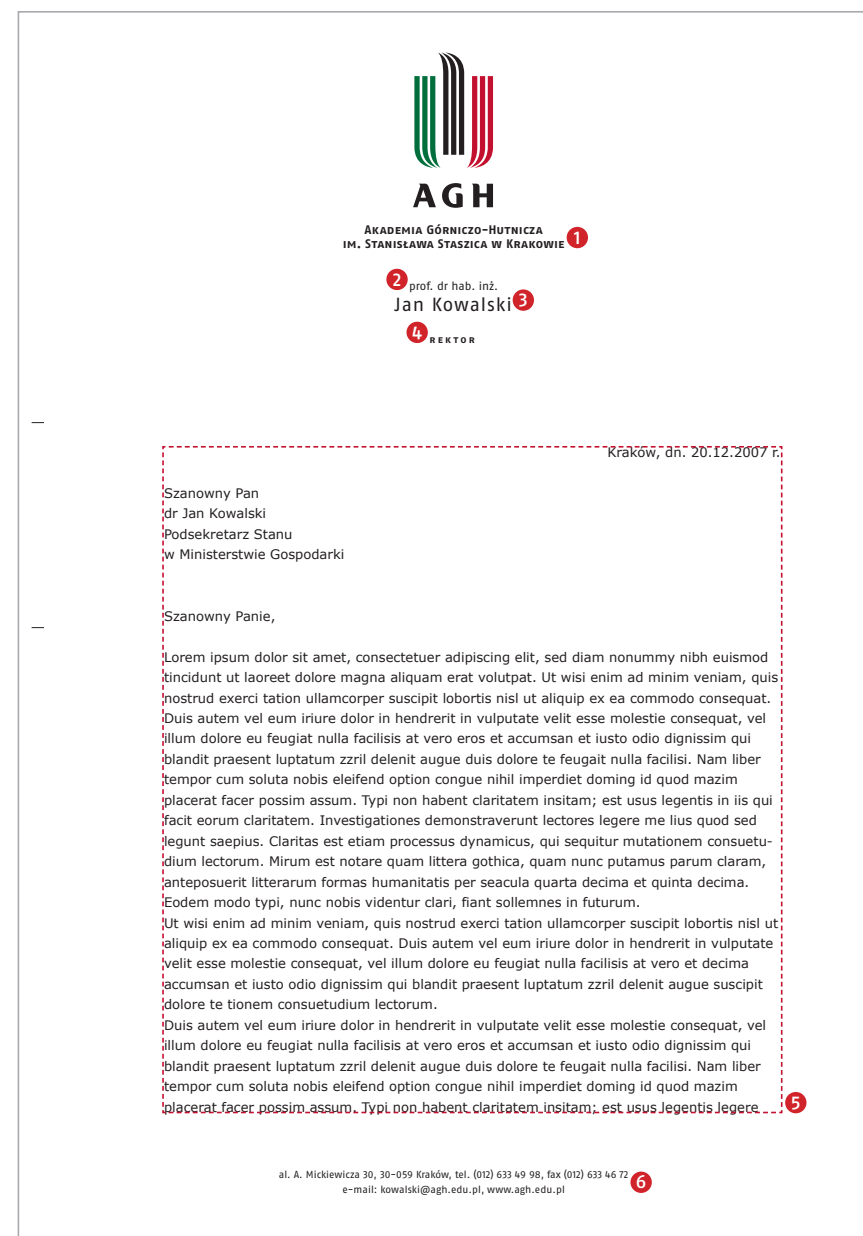 AGH
Akademia Górniczo-Hutnicza
im. Stanisława Staszica w Krakowie 1
2 prof. dr hab. inż.
Jan Kowalski 3
4 REKTOR
Kraków, dn. 20.12.2007 r.
Szanowny Pan
dr Jan Kowalski
Podsekretarz Stanu
w Ministerstwie Gospodarki
Szanowny Panie,
Lorem ipsum dolor sit amet, consectetuer adipiscing elit, sed diam nonummy nibh euismod
tincidunt ut laoreet dolore magna aliquam erat volutpat. Ut wisi enim ad minim veniam, quis
nostrud exerci tation ullamcorper suscipit lobortis nisl ut aliquip ex ea commodo consequat.
Duis autem vel eum iriure dolor in hendrerit in vulputate velit esse molestie consequat, vel
illum dolore eu feugiat nulla facilisis at vero eros et accumsan et iusto odio dignissim qui
blandit praesent luptatum zzril delenit augue duis dolore te feugait nulla facilisi. Nam liber
tempor cum soluta nobis eleifend option congue nihil imperdiet doming id quod mazim
placerat facer possim assum. Typi non habent claritatem insitam; est usus legentis in iis qui
facit eorum claritatem. Investigationes demonstraverunt lectores legere me lius quod sed
legunt saepius. Claritas est etiam processus dynamicus, qui sequitur mutationem consuetu-
dium lectorum. Mirum est notare quam littera gothica, quam nunc putamus parum claram,
anteposuerit litterarum formas humanitatis per seacula quarta decima et quinta decima.
Eodem modo typi, nunc nobis videntur clari, fiant sollemnes in futurum.
Ut wisi enim ad minim veniam, quis nostrud exerci tation ullamcorper suscipit lobortis nisl ut
aliquip ex ea commodo consequat. Duis autem vel eum iriure dolor in hendrerit in vulputate
velit esse molestie consequat, vel illum dolore eu feugiat nulla facilisis at vero et decima
accumsan et iusto odio dignissim qui blandit praesent luptatum zzril delenit augue suscipit
dolore te tionem consuetudium lectorum.
Duis autem vel eum iriure dolor in hendrerit in vulputate velit esse molestie consequat, vel
illum dolore eu feugiat nulla facilisis at vero eros et accumsan et iusto odio dignissim qui
blandit praesent luptatum zzril delenit augue duis dolore te feugait nulla facilisi. Nam liber
tempor cum soluta nobis eleifend option congue nihil imperdiet doming id quod mazim
placerat facer possim assum. Typi non habent claritatem insitam; est usus legentis legere 5
al. A. Mickiewicza 30, 30-059 Kraków, tel. (012) 633 49 98, fax (012) 633 46 72 6
e-mail: kowalski@agh.edu.pl, www.agh.edu.pl